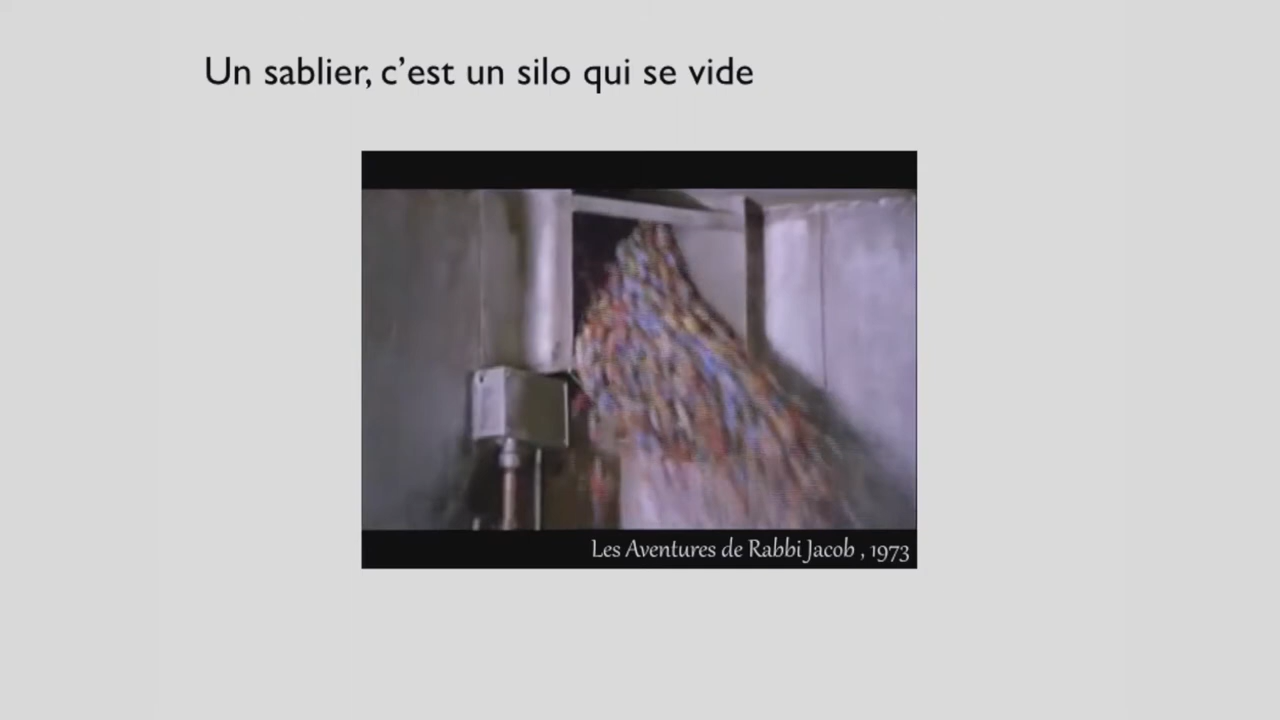 Un sablier, c’est un silo qui se vide
Les Aventures de Rabbi Jacob , 1973